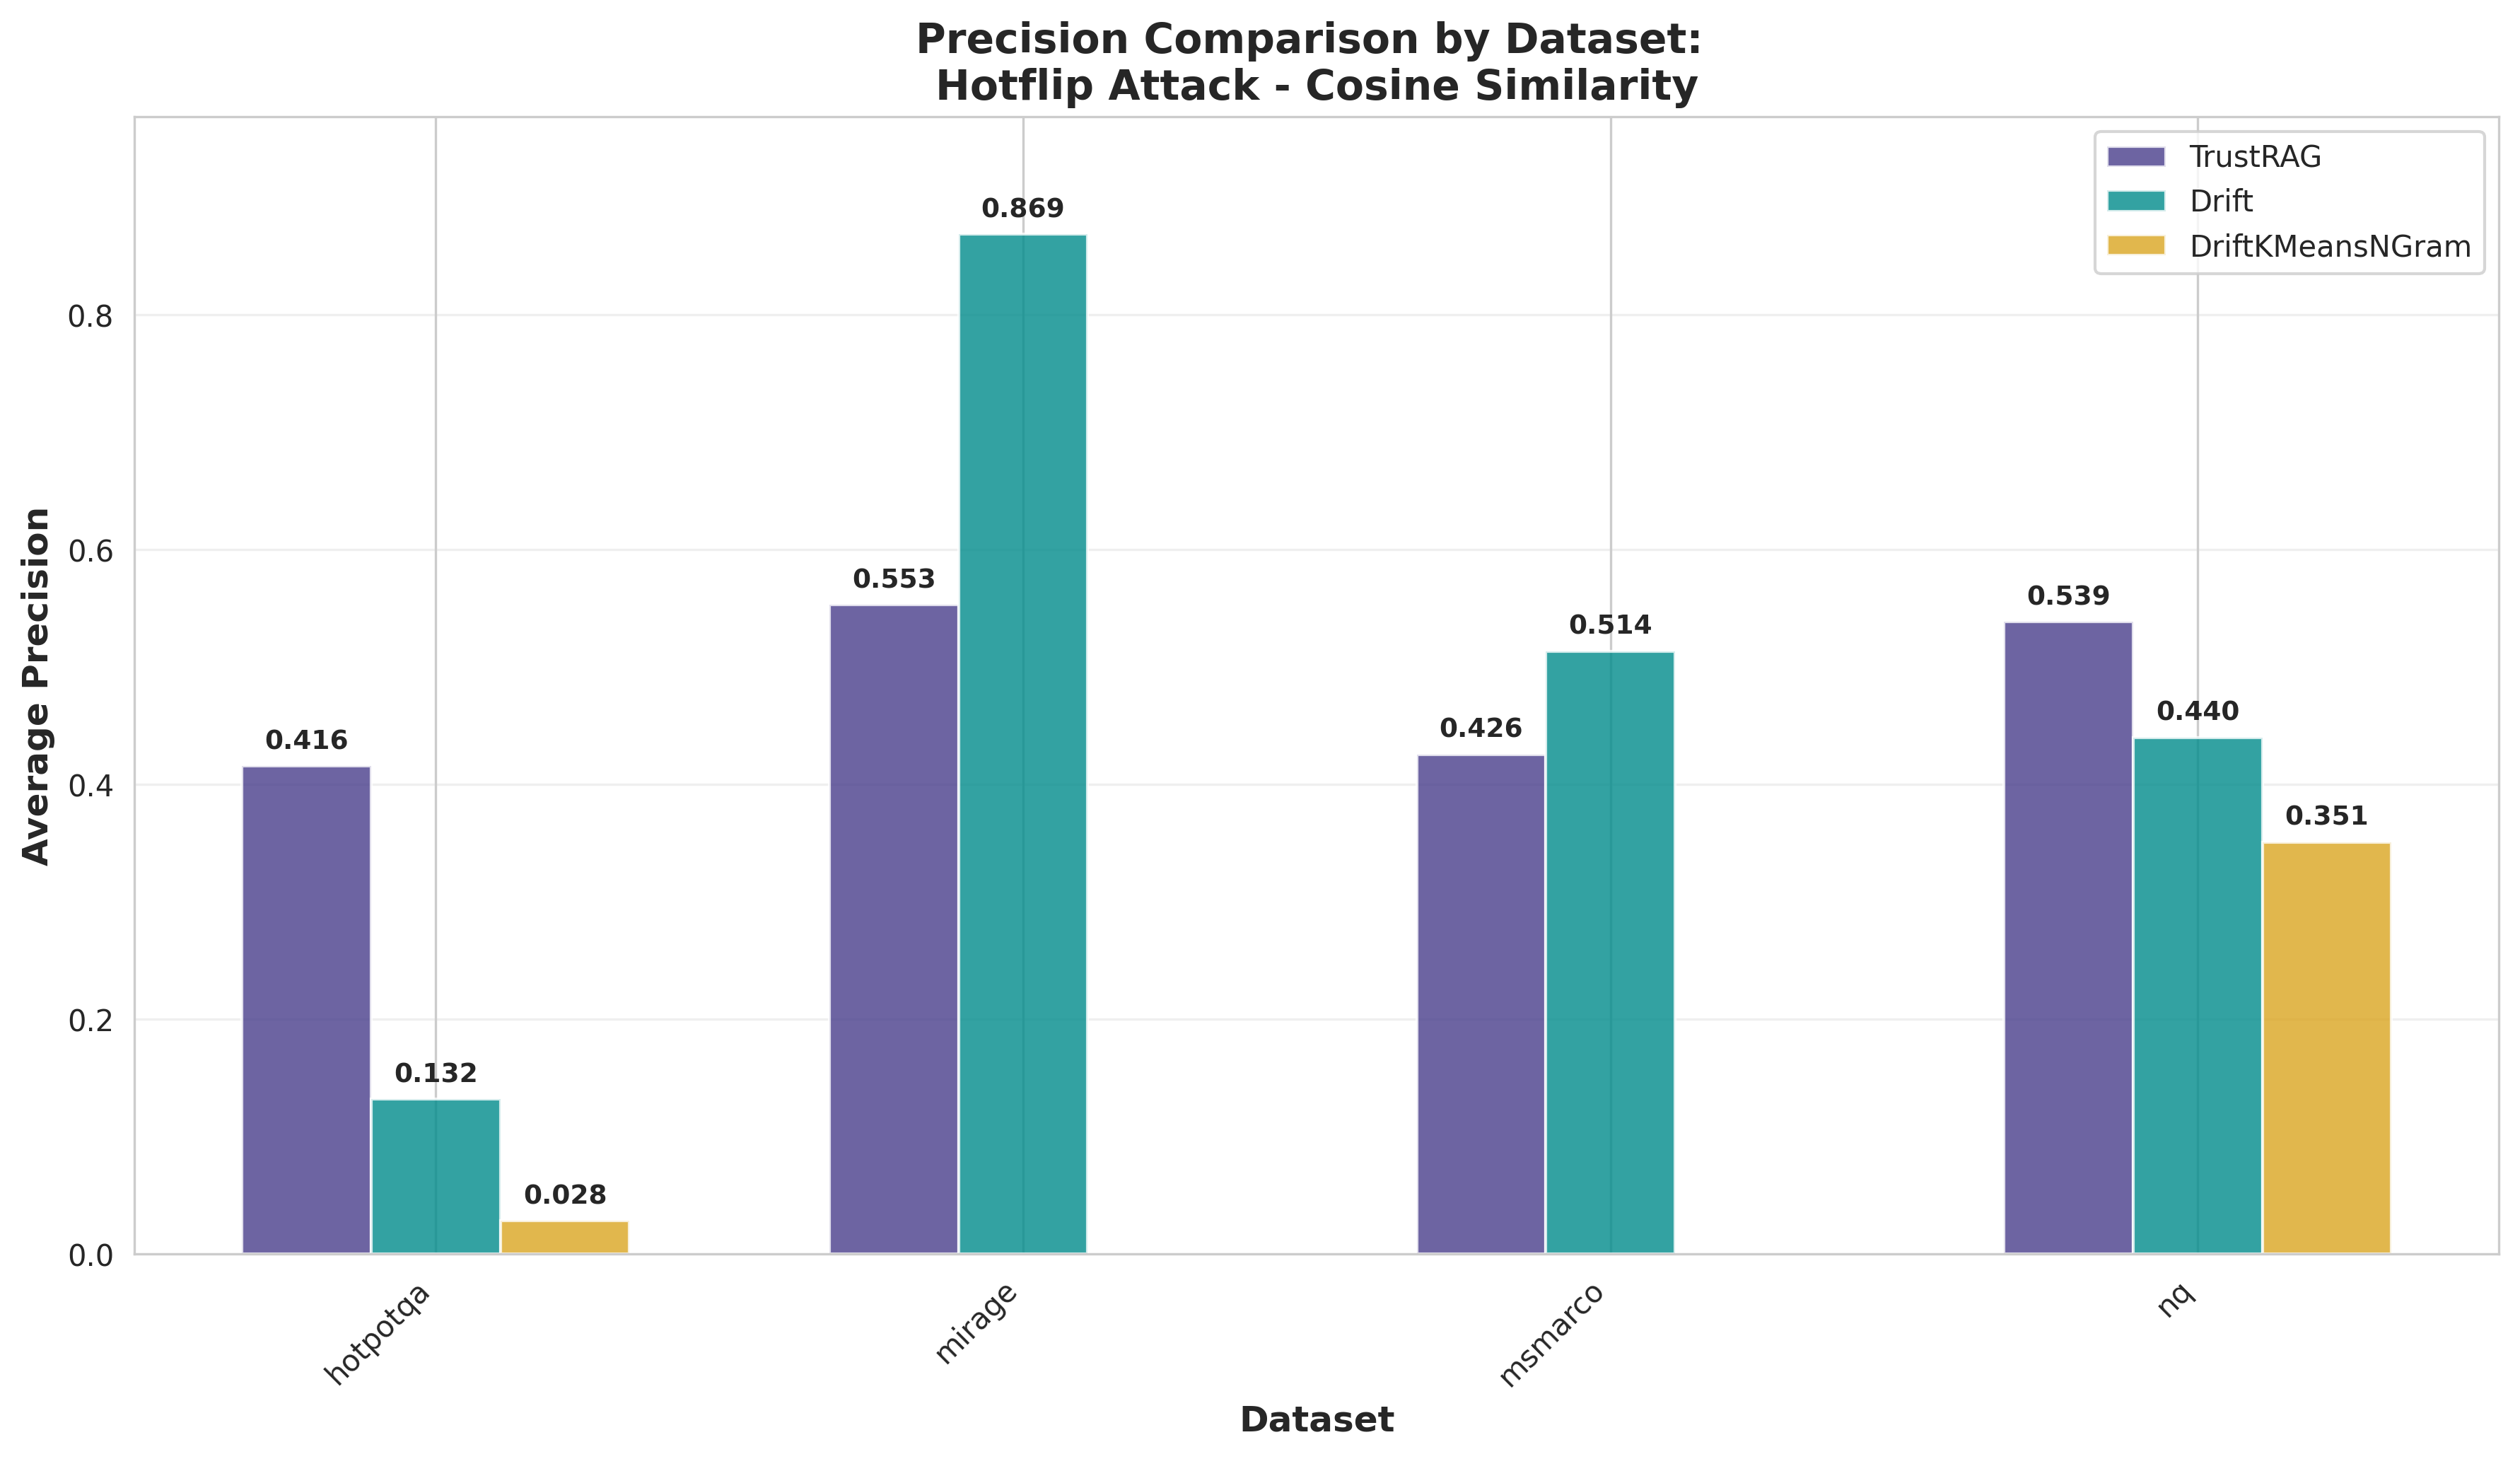 Precision Comparison by Dataset:
Hotflip Attack - Cosine Similarity
TrustRAG
Drift
DriftKMeansNGram
Average Precision
0.8
0.6
0.4
0.2
0.0
0.416
0.132
0.028
0.553
0.869
0.426
0.514
0.539
0.440
0.351
hotpotqa
mirage
msmarco
nq
Dataset